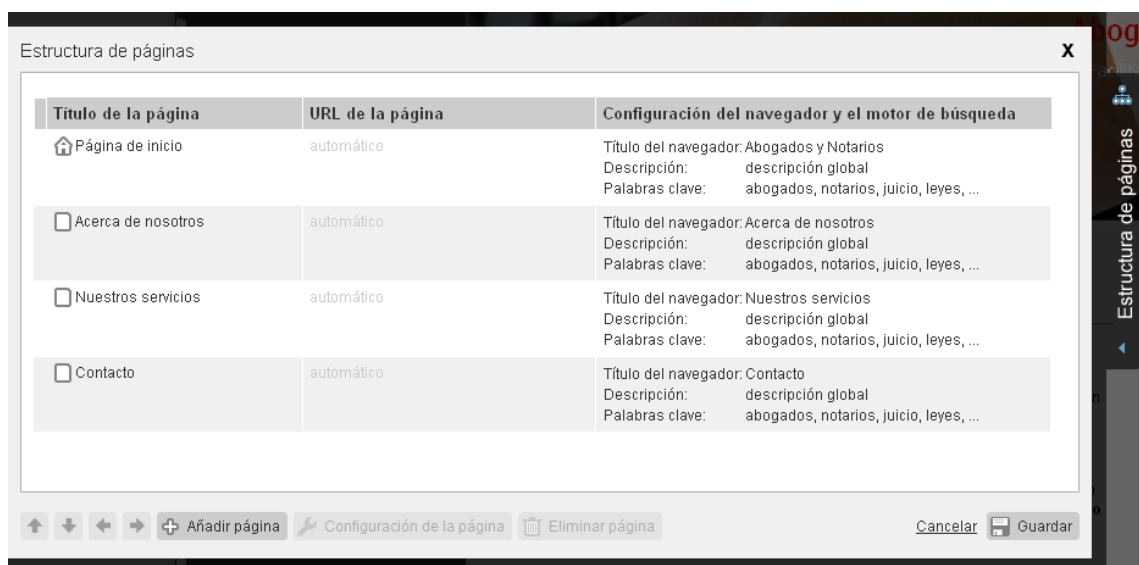 Abog
Estructura de páginas X
Facilit
Título de la página URL de la página Configuración del navegador y el motor de búsqueda
Página de inicio automático Título del navegador: Abogados y Notarios
Descripción: descripción global
Palabras clave: abogados, notarios, juicio, leyes, ...
Acerca de nosotros automático Título del navegador: Acerca de nosotros
Descripción: descripción global
Palabras clave: abogados, notarios, juicio, leyes, ...
Nuestros servicios automático Título del navegador: Nuestros servicios
Descripción: descripción global
Palabras clave: abogados, notarios, juicio, leyes, ...
Contacto automático Título del navegador: Contacto
Descripción: descripción global
Palabras clave: abogados, notarios, juicio, leyes, ...
Estructura de páginas
Añadir página Configuración de la página Eliminar página Cancelar Guardar